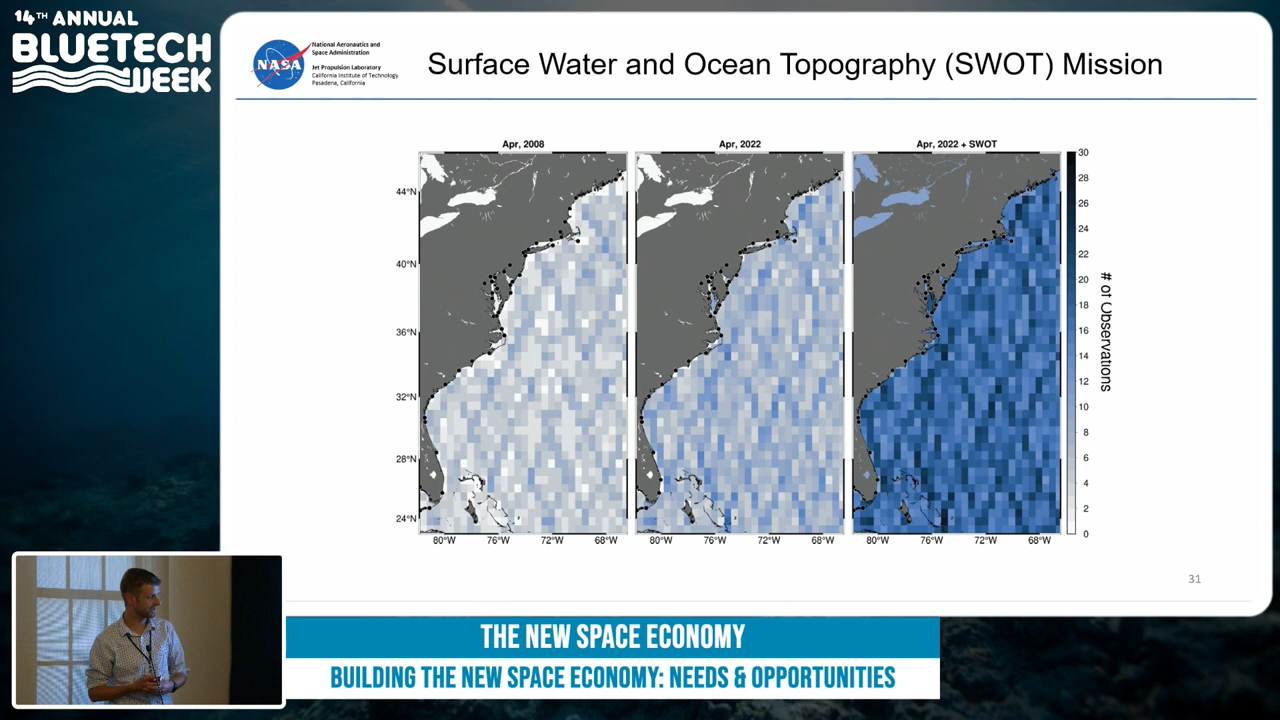 14TH ANNUAL
BLUETECH
WEEK
NASA
National Aeronautics and
Space Administration
Jet Propulsion Laboratory
California Institute of Technology
Pasadena, California
Surface Water and Ocean Topography (SWOT) Mission
Apr, 2008
Apr, 2022
Apr, 2022 + SWOT
44°N
40°N
36°N
32°N
28°N
24°N
80°W 76°W 72°W 68°W
80°W 76°W 72°W 68°W
80°W 76°W 72°W 68°W
30
28
26
24
22
20
18
16
14
12
10
8
6
4
2
0
# of Observations
31
THE NEW SPACE ECONOMY
BUILDING THE NEW SPACE ECONOMY: NEEDS & OPPORTUNITIES